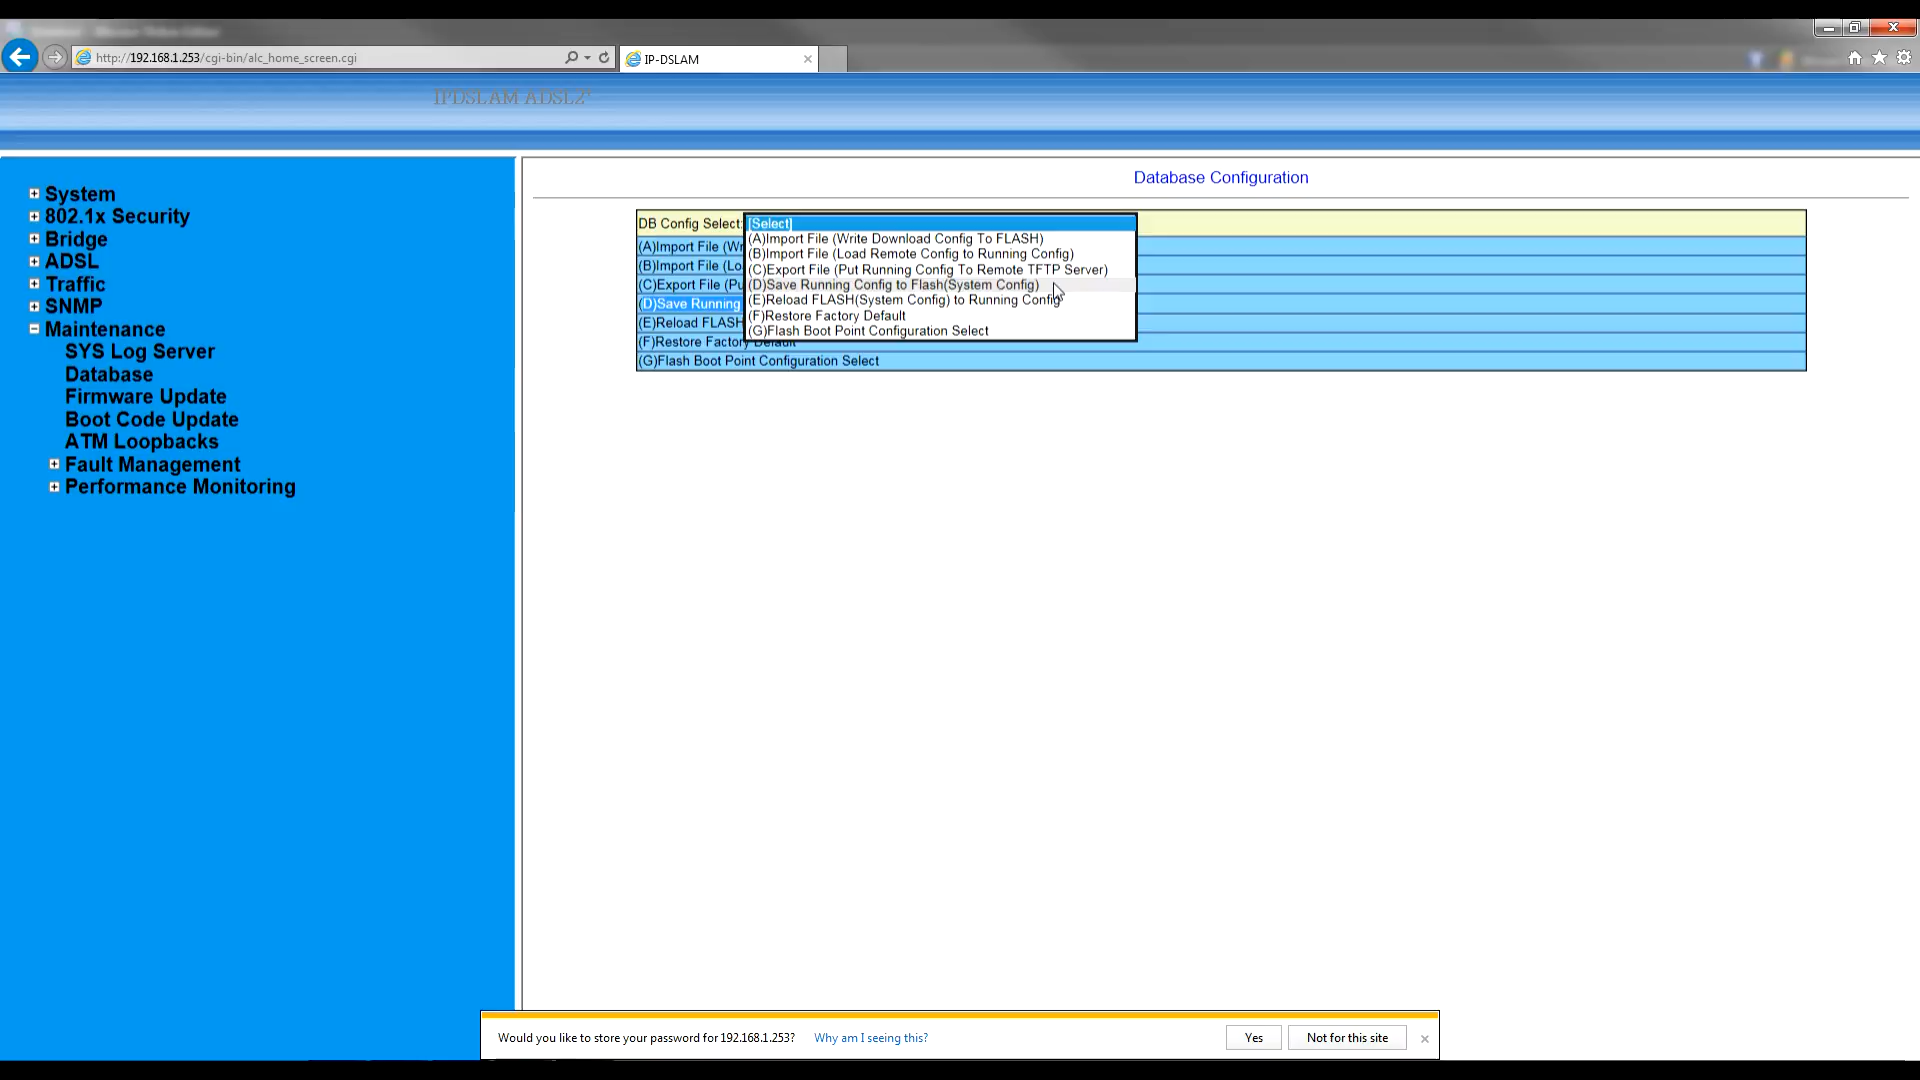 http://192.168.1.253/cgi-bin/alc_home_screen.cgi
IP-DSLAM
IPDSLAM ADSL2+
System
802.1x Security
Bridge
ADSL
Traffic
SNMP
Maintenance
SYS Log Server
Database
Firmware Update
Boot Code Update
ATM Loopbacks
Fault Management
Performance Monitoring
Database Configuration
DB Config Select:
[Select]
(A)Import File (Write Download Config To FLASH)
(B)Import File (Load Remote Config to Running Config)
(C)Export File (Put Running Config To Remote TFTP Server)
(D)Save Running Config to Flash(System Config)
(E)Reload FLASH(System Config) to Running Config
(F)Restore Factory Default
(G)Flash Boot Point Configuration Select
(A)Import File (Wr
(B)Import File (Lo
(C)Export File (Pu
(D)Save Running
(E)Reload FLASH
(F)Restore Factory Default
(G)Flash Boot Point Configuration Select
Would you like to store your password for 192.168.1.253? Why am I seeing this?
Yes
Not for this site